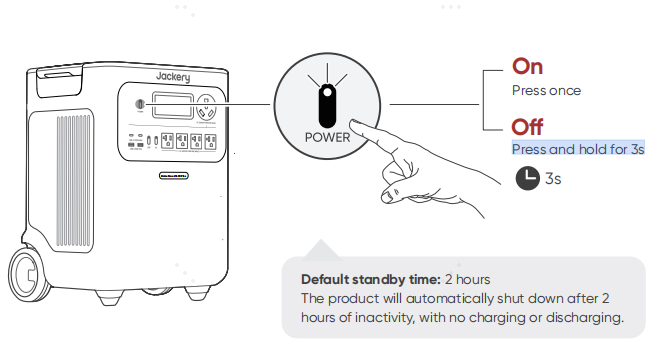 Jackery
POWER
On
Press once
Off
Press and hold for 3s
3s
Default standby time: 2 hours
The product will automatically shut down after 2
hours of inactivity, with no charging or discharging.